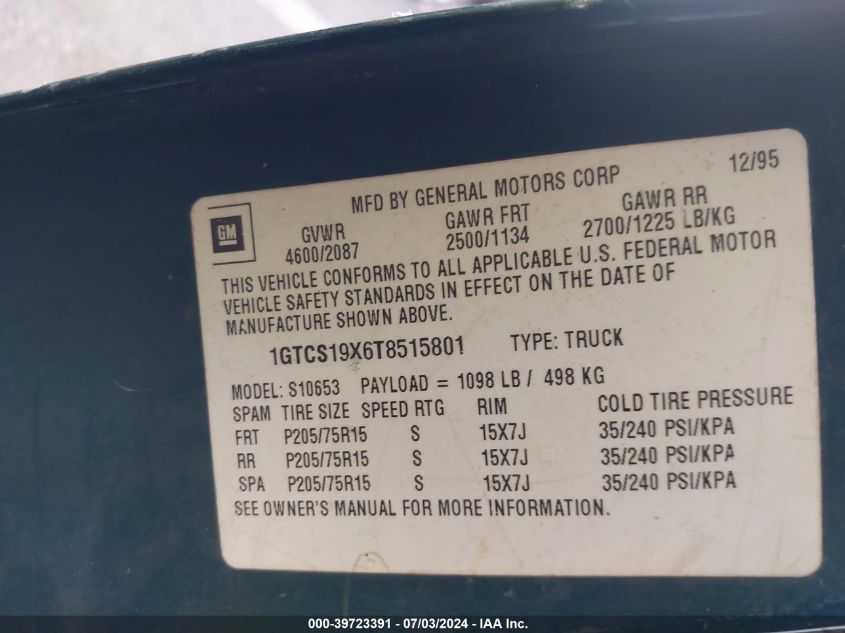 12/95
MFD BY GENERAL MOTORS CORP
GM
GVWR GAWR FRT GAWR RR
4600/2087 2500/1134 2700/1225 LB/KG
THIS VEHICLE CONFORMS TO ALL APPLICABLE U.S. FEDERAL MOTOR
VEHICLE SAFETY STANDARDS IN EFFECT ON THE DATE OF
MANUFACTURE SHOWN ABOVE.
1GTCS19X6T8515801 TYPE: TRUCK
MODEL: S10653 PAYLOAD = 1098 LB / 498 KG
SPAM TIRE SIZE SPEED RTG RIM COLD TIRE PRESSURE
FRT P205/75R15 S 15X7J 35/240 PSI/KPA
RR P205/75R15 S 15X7J 35/240 PSI/KPA
SPA P205/75R15 S 15X7J 35/240 PSI/KPA
SEE OWNER'S MANUAL FOR MORE INFORMATION.
000-39723391 - 07/03/2024 - IAA Inc.